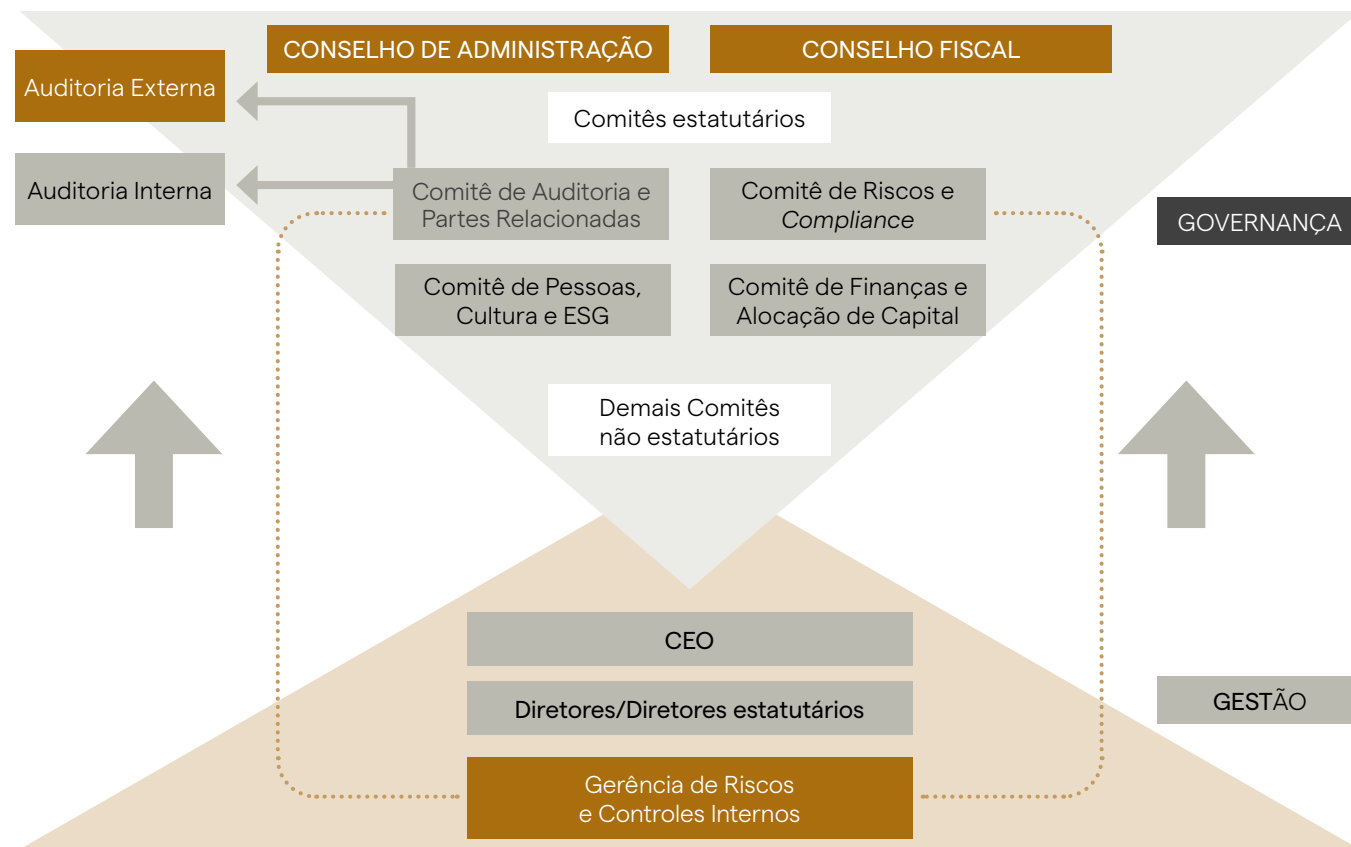 CONSELHO DE ADMINISTRAÇÃO
CONSELHO FISCAL
Auditoria Externa
Comitês estatutários
Auditoria Interna
Comitê de Auditoria e
Partes Relacionadas
Comitê de Riscos e
Compliance
GOVERNANÇA
Comitê de Pessoas,
Cultura e ESG
Comitê de Finanças e
Alocação de Capital
Demais Comitês
não estatutários
CEO
Diretores/Diretores estatutários
GESTÃO
Gerência de Riscos
e Controles Internos